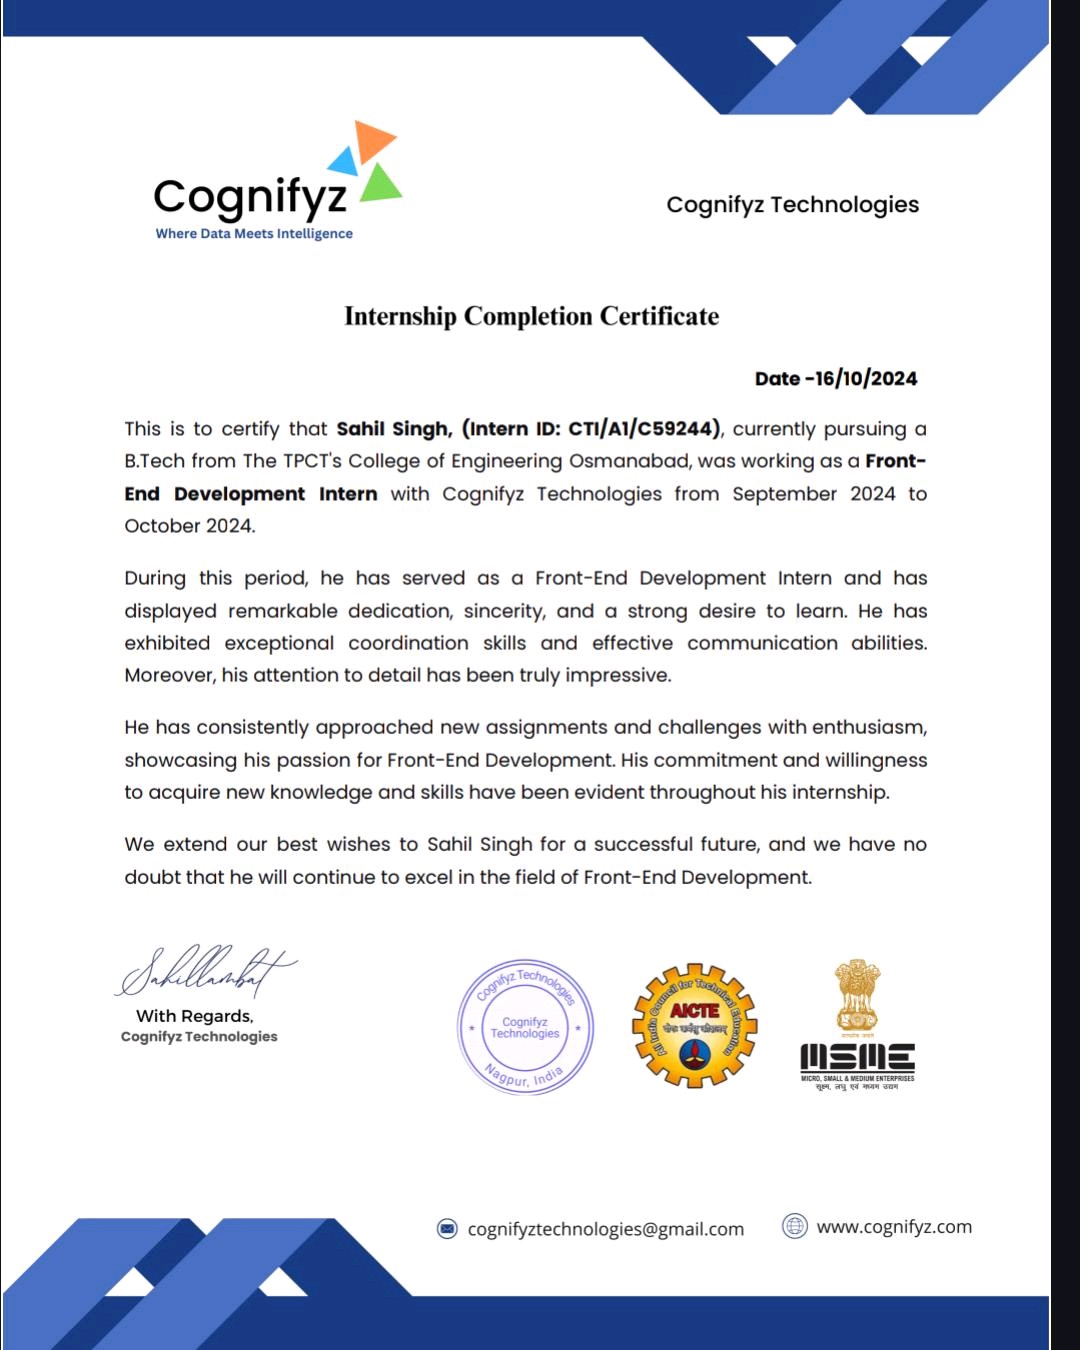 Cognifyz
Where Data Meets Intelligence
Cognifyz Technologies
Internship Completion Certificate
Date -16/10/2024
This is to certify that Sahil Singh, (Intern ID: CTI/A1/C59244), currently pursuing a
B.Tech from The TPCT's College of Engineering Osmanabad, was working as a Front-
End Development Intern with Cognifyz Technologies from September 2024 to
October 2024.
During this period, he has served as a Front-End Development Intern and has
displayed remarkable dedication, sincerity, and a strong desire to learn. He has
exhibited exceptional coordination skills and effective communication abilities.
Moreover, his attention to detail has been truly impressive.
He has consistently approached new assignments and challenges with enthusiasm,
showcasing his passion for Front-End Development. His commitment and willingness
to acquire new knowledge and skills have been evident throughout his internship.
We extend our best wishes to Sahil Singh for a successful future, and we have no
doubt that he will continue to excel in the field of Front-End Development.
Sahillambat
With Regards,
Cognifyz Technologies
Cognifyz Technologies
Cognifyz
Technologies
Nagpur, India
All India Council for Technical Education
AICTE
MSME
MICRO, SMALL & MEDIUM ENTERPRISES
सूक्ष्म, लघु एवं मध्यम उद्यम
cognifyztechnologies@gmail.com
www.cognifyz.com